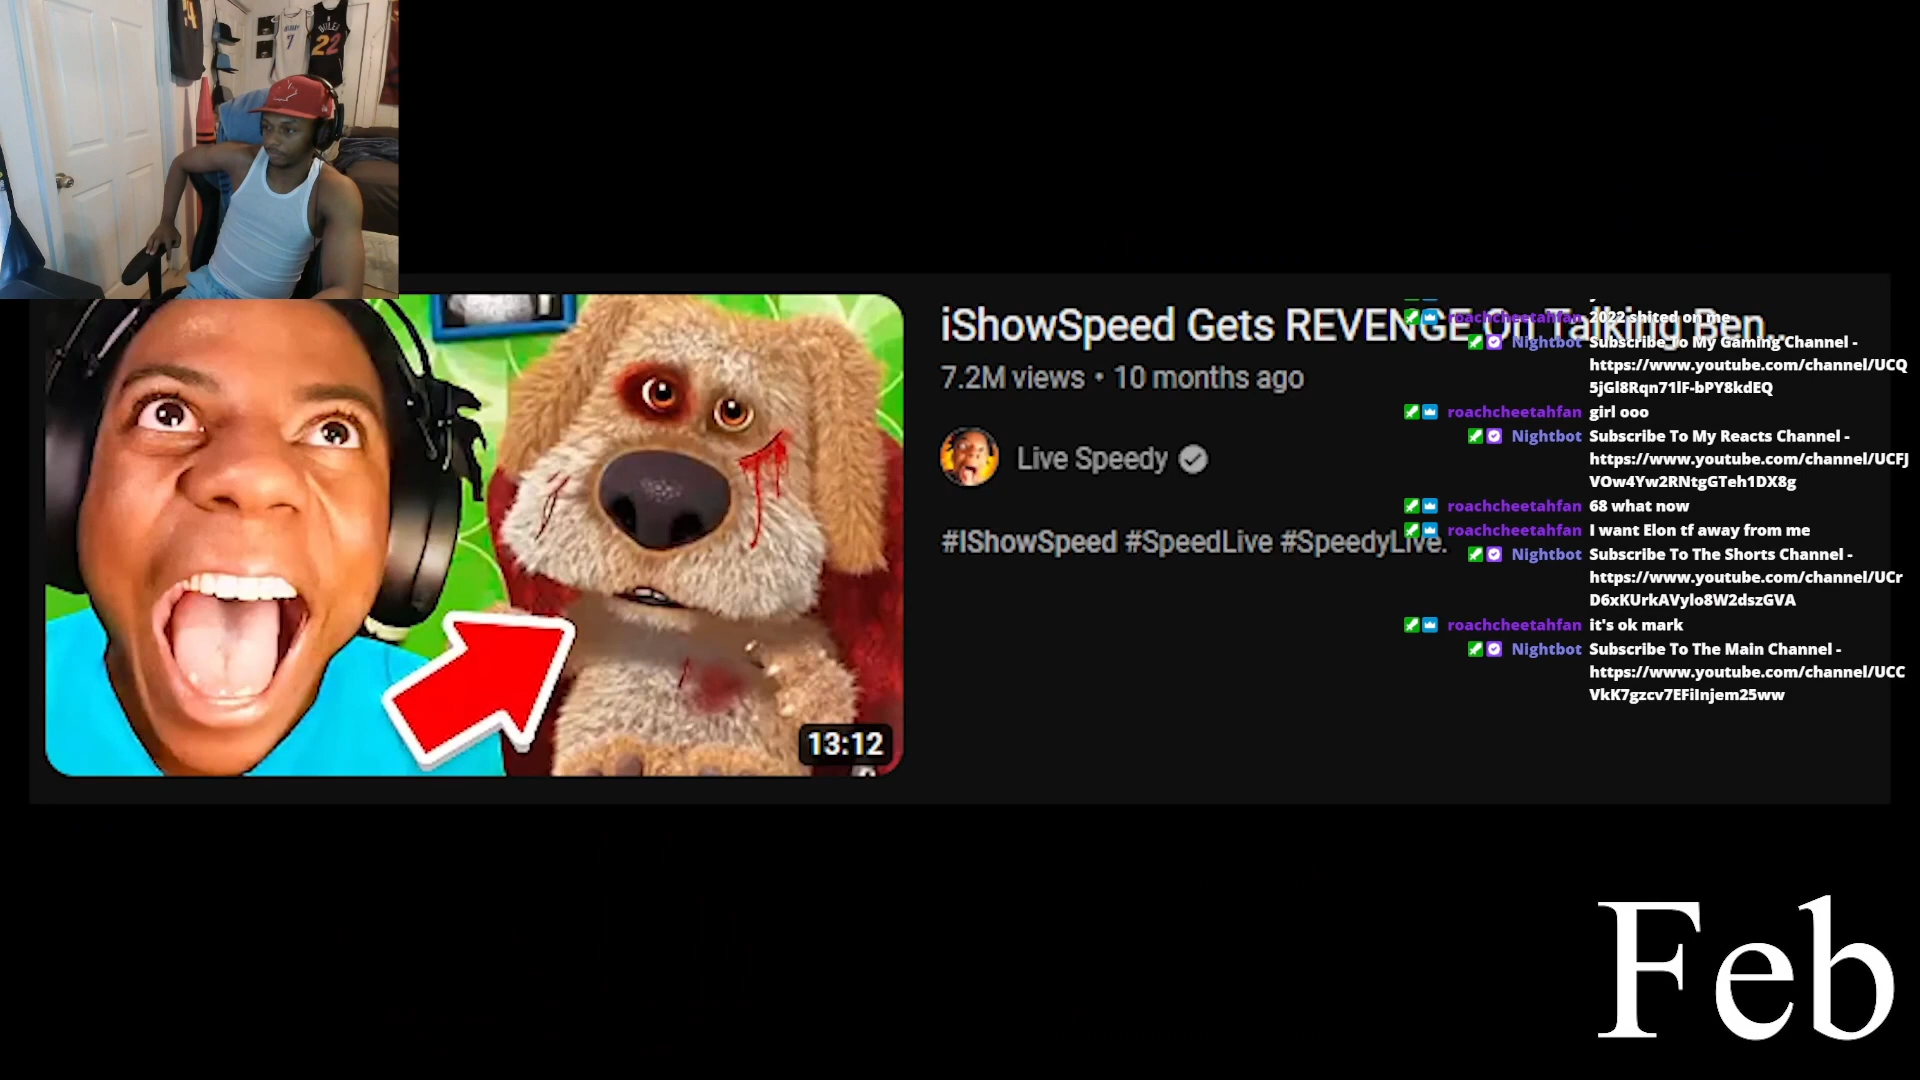 7
22
iShowSpeed Gets REVENGE On Talking Ben..
7.2M views • 10 months ago
Live Speedy
#IShowSpeed #SpeedLive #SpeedyLive.
13:12
roachcheetahfan 2022 shited on me
Nightbot Subscribe To My Gaming Channel -
https://www.youtube.com/channel/UCQ
5jGl8Rqn71lF-bPY8kdEQ
roachcheetahfan girl ooo
Nightbot Subscribe To My Reacts Channel -
https://www.youtube.com/channel/UCFJ
VOw4Yw2RNtgGTeh1DX8g
roachcheetahfan 68 what now
roachcheetahfan I want Elon tf away from me
Nightbot Subscribe To The Shorts Channel -
https://www.youtube.com/channel/UCr
D6xKUrkAVylo8W2dszGVA
roachcheetahfan it's ok mark
Nightbot Subscribe To The Main Channel -
https://www.youtube.com/channel/UCC
VkK7gzcv7EFiInjem25ww
Feb